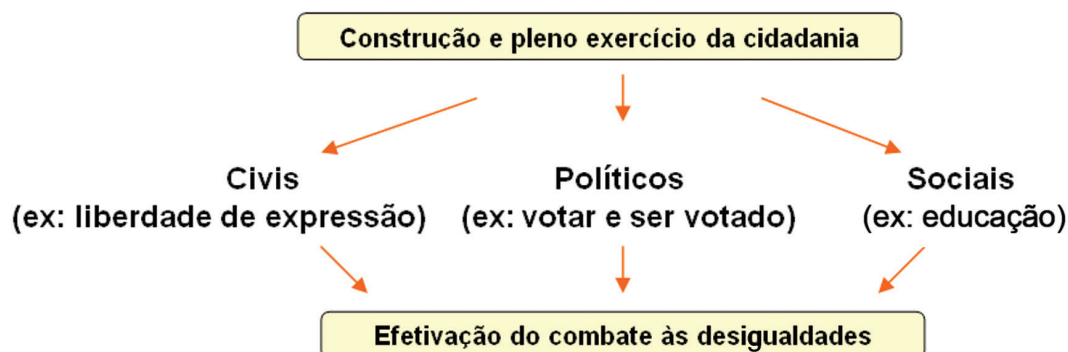 Construção e pleno exercício da cidadania
Civis
(ex: liberdade de expressão)
Políticos
(ex: votar e ser votado)
Sociais
(ex: educação)
Efetivação do combate às desigualdades